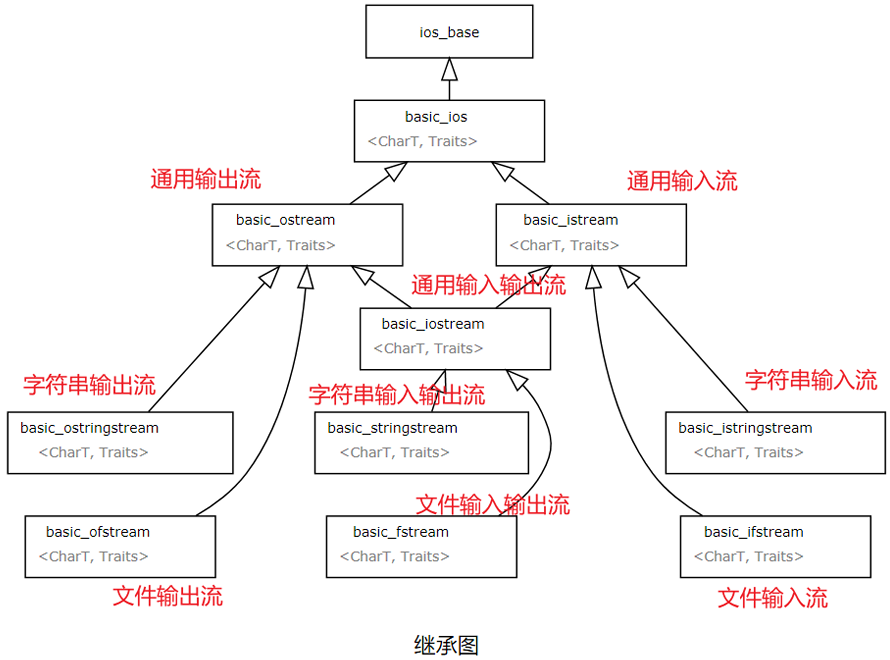 ios_base
basic_ios
<CharT, Traits>
通用输出流
通用输入流
basic_ostream
<CharT, Traits>
basic_istream
<CharT, Traits>
通用输入输出流
basic_iostream
<CharT, Traits>
字符串输出流
字符串输入输出流
字符串输入流
basic_ostringstream
<CharT, Traits>
basic_stringstream
<CharT, Traits>
basic_istringstream
<CharT, Traits>
文件输入输出流
basic_ofstream
<CharT, Traits>
basic_fstream
<CharT, Traits>
basic_ifstream
<CharT, Traits>
文件输出流
文件输入流
继承图